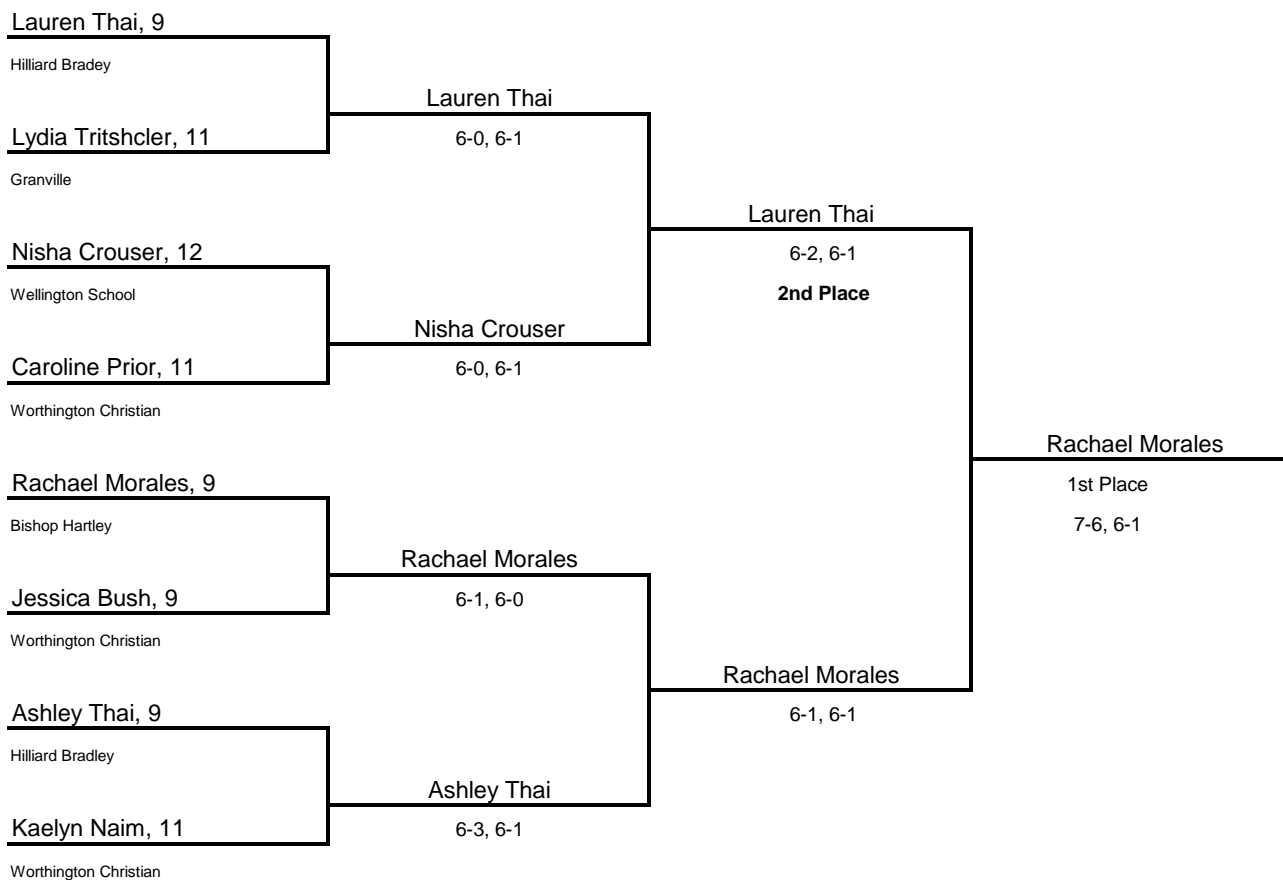 Lauren Thai, 9
Hilliard Bradey
Lydia Tritshcler, 11
Granville
Nisha Crouser, 12
Wellington School
Caroline Prior, 11
Worthington Christian
Rachael Morales, 9
Bishop Hartley
Jessica Bush, 9
Worthington Christian
Ashley Thai, 9
Hilliard Bradley
Kaelyn Naim, 11
Worthington Christian
Lauren Thai
6-0, 6-1
Nisha Crouser
6-0, 6-1
Rachael Morales
6-1, 6-0
Ashley Thai
6-3, 6-1
Lauren Thai
6-2, 6-1
2nd Place
Rachael Morales
6-1, 6-1
Rachael Morales
1st Place
7-6, 6-1